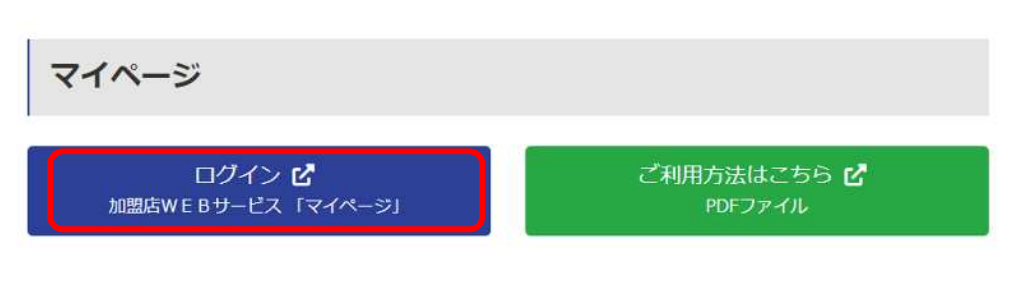 マイページ
ログイン
加盟店ＷＥＢサービス「マイページ」
ご利用方法はこちら
PDFファイル